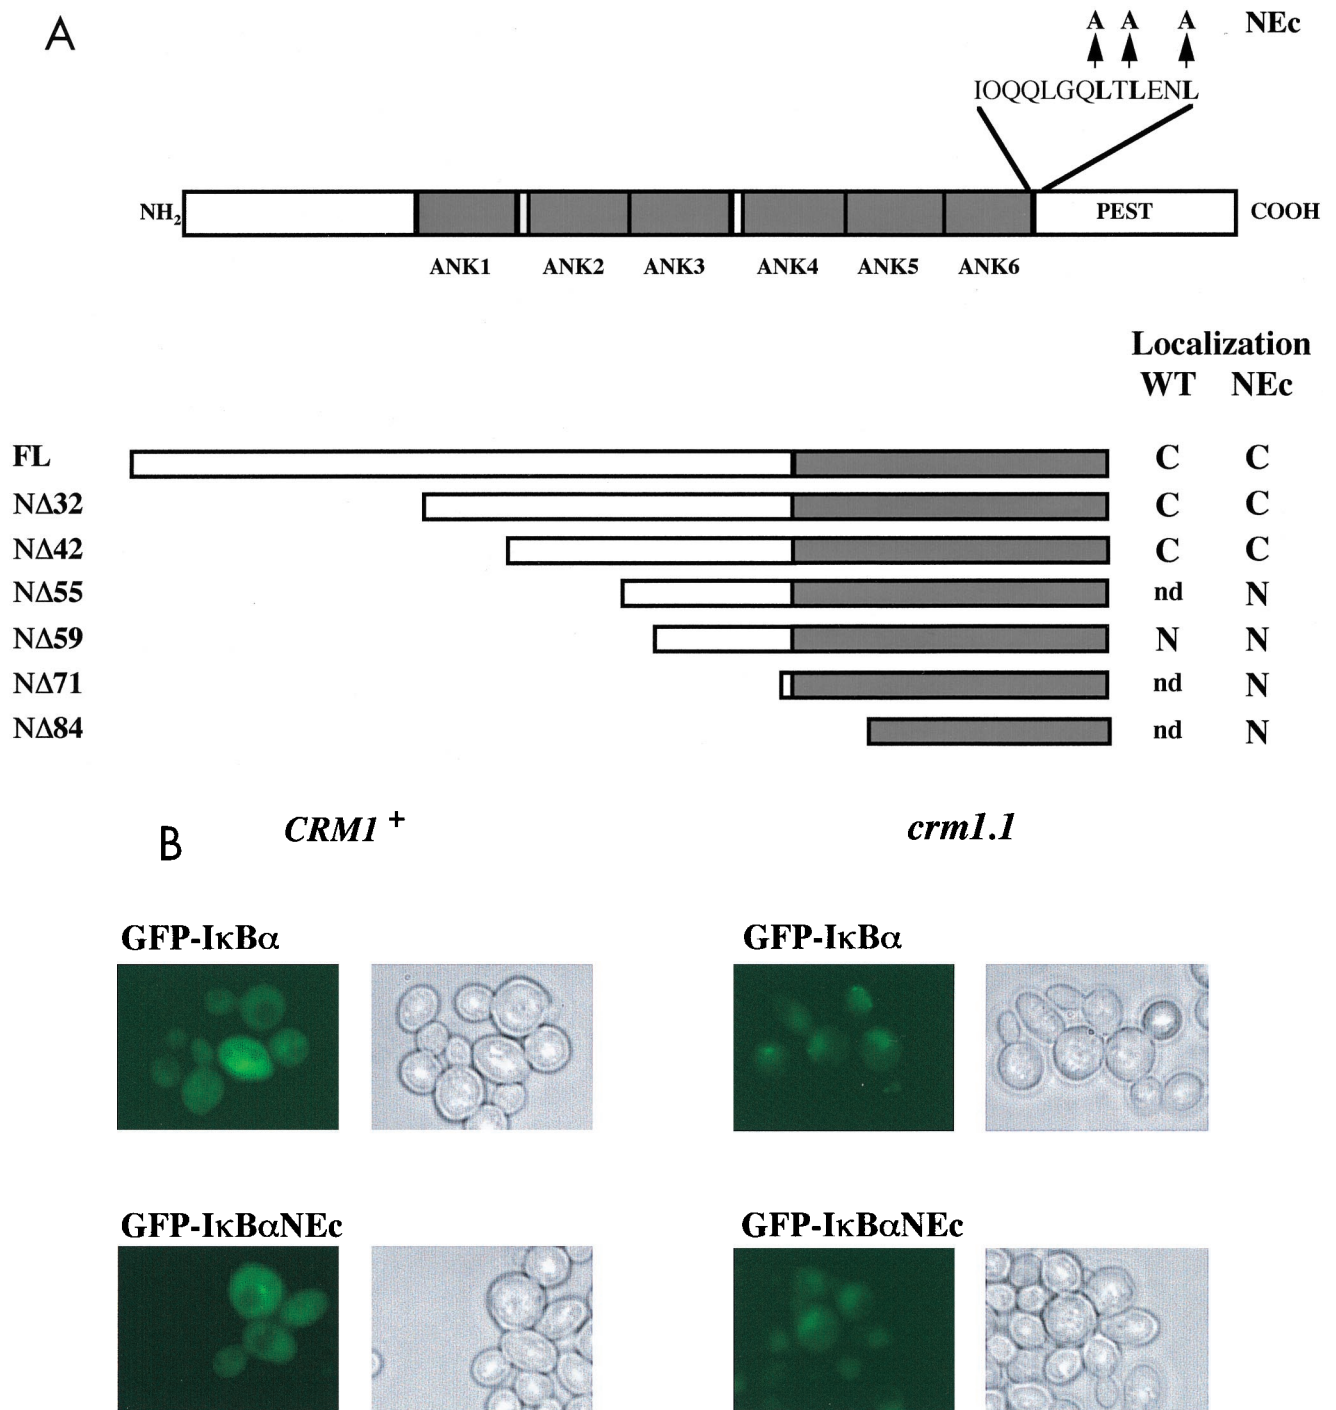 A
A A A NEc
IOQQLGQLTLENL
NH2 PEST COOH
ANK1 ANK2 ANK3 ANK4 ANK5 ANK6
Localization
WT NEc
FL C C
NΔ32 C C
NΔ42 C C
NΔ55 nd N
NΔ59 N N
NΔ71 nd N
NΔ84 nd N
B CRM1 + crm1.1
GFP-IκBα GFP-IκBα
GFP-IκBαNEc GFP-IκBαNEc